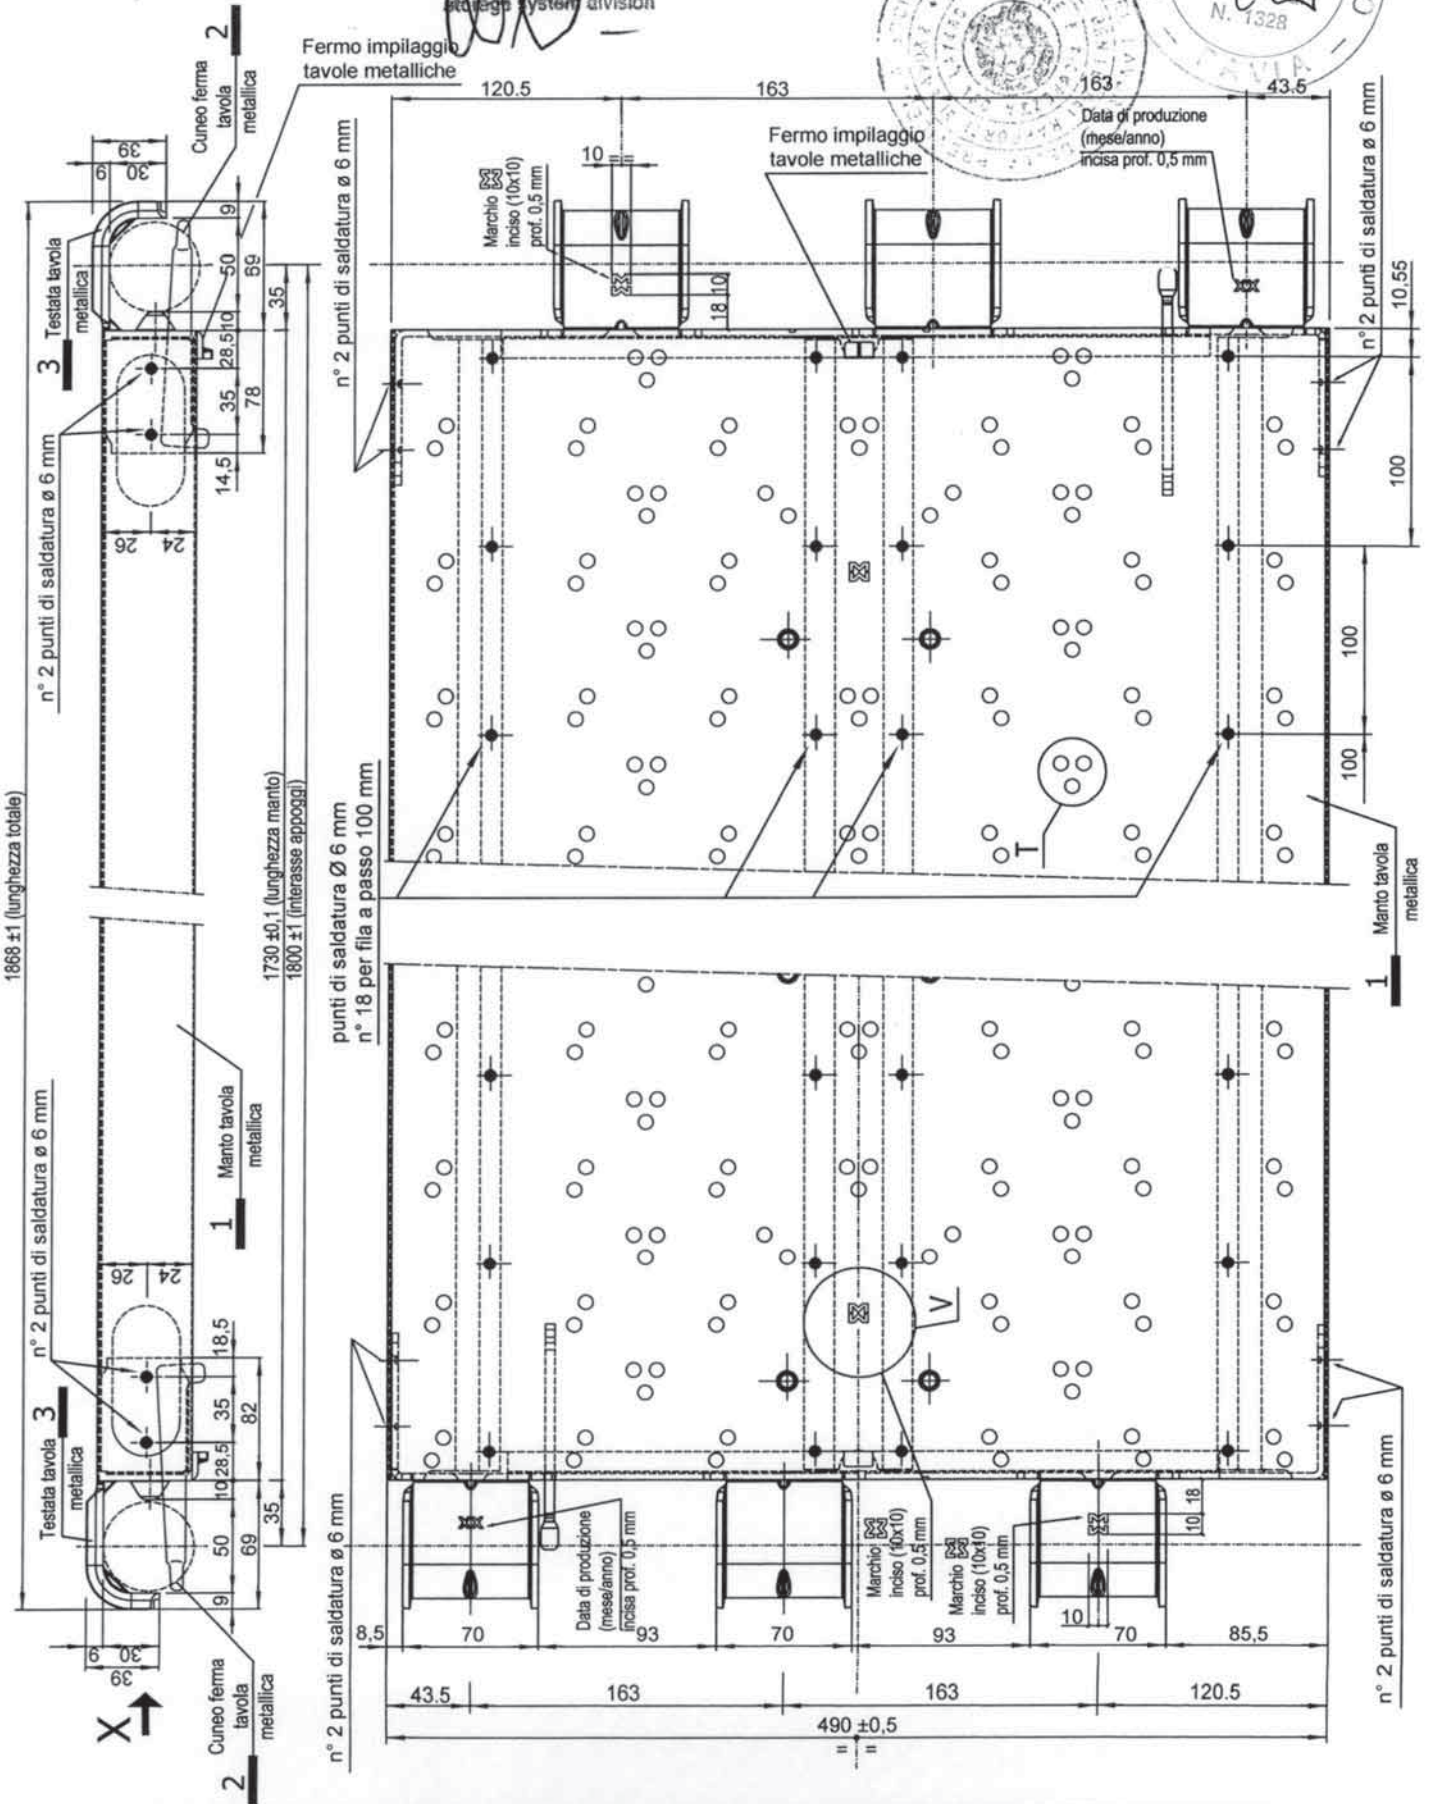 storage system division
N. 1328
PAVIA
Fermo impilaggio
tavole metalliche
2
Cuneo ferma
tavola
metallica
39
9
30
3
Testata tavola
metallica
9
50
69
35
10
28,5
35
78
14,5
26
24
n° 2 punti di saldatura ø 6 mm
1868 ±1 (lunghezza totale)
1730 ±0,1 (lunghezza manto)
1800 ±1 (interasse appoggi)
1
Manto tavola
metallica
n° 2 punti di saldatura ø 6 mm
26
24
18,5
35
82
28,5
10
35
50
69
9
3
Testata tavola
metallica
9
30
39
X
Cuneo ferma
tavola
metallica
2
120.5
163
163
43.5
n° 2 punti di saldatura ø 6 mm
Marchio
inciso (10x10)
prof. 0,5 mm
10
=
18
10
Fermo impilaggio
tavole metalliche
Data di produzione
(mese/anno)
incisa prof. 0,5 mm
n° 2 punti di saldatura ø 6 mm
10,55
100
100
100
punti di saldatura Ø 6 mm
n° 18 per fila a passo 100 mm
T
1
Manto tavola
metallica
V
n° 2 punti di saldatura ø 6 mm
Data di produzione
(mese/anno)
incisa prof. 0,5 mm
Marchio
inciso (10x10)
prof. 0,5 mm
Marchio
inciso (10x10)
prof. 0,5 mm
10
18
10
8,5
70
93
70
93
70
85,5
43.5
163
163
120.5
490 ±0,5
= =
n° 2 punti di saldatura ø 6 mm